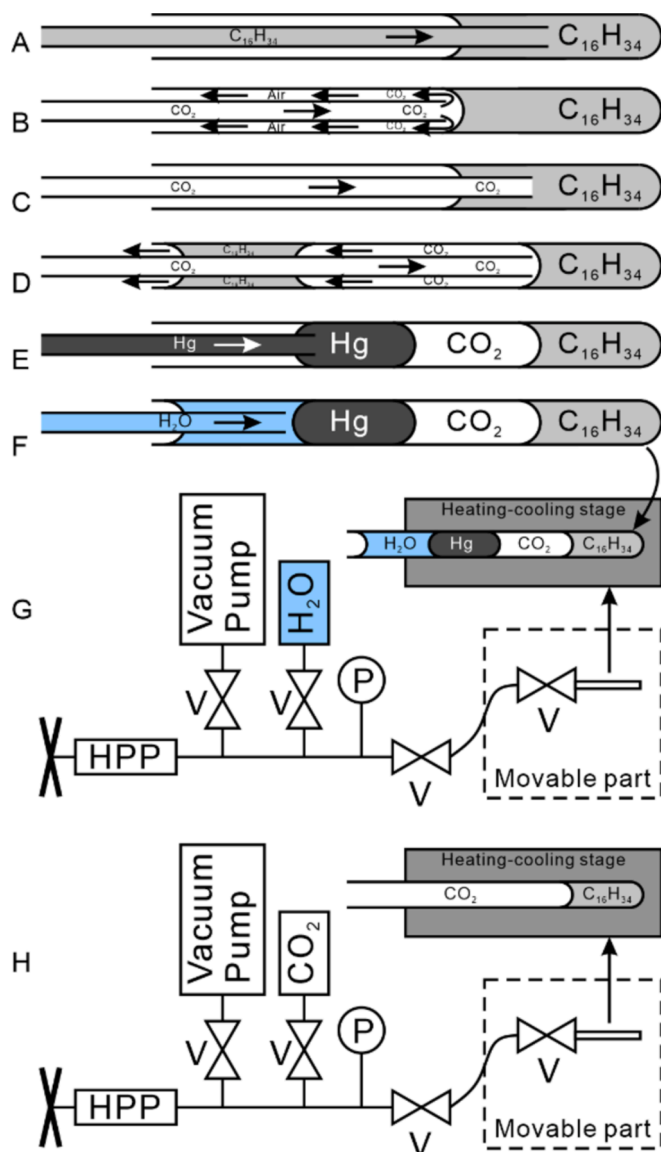 A
C₁₆H₃₄
C₁₆H₃₄
B
Air
CO₂
CO₂
CO₂
Air
CO₂
CO₂
C₁₆H₃₄
C
CO₂
CO₂
C₁₆H₃₄
D
C₁₆H₃₄
CO₂
CO₂
CO₂
C₁₆H₃₄
CO₂
C₁₆H₃₄
E
Hg
Hg
CO₂
C₁₆H₃₄
F
H₂O
Hg
CO₂
C₁₆H₃₄
G
Vacuum
Pump
H₂O
Heating-cooling stage
H₂O
Hg
CO₂
C₁₆H₃₄
V
V
P
V
V
HPP
Movable part
H
Vacuum
Pump
CO₂
Heating-cooling stage
CO₂
C₁₆H₃₄
V
V
P
V
V
HPP
Movable part